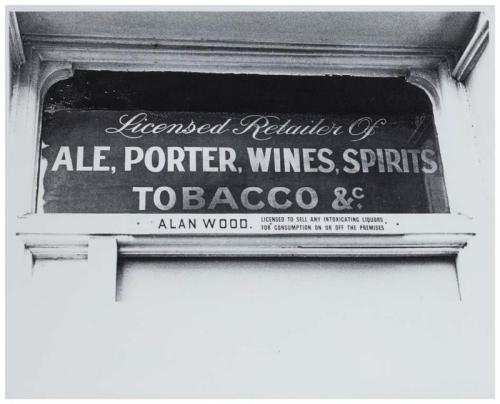 Licensed Retailer Of
ALE, PORTER, WINES, SPIRITS
TOBACCO &c.
ALAN WOOD. LICENSED TO SELL ANY INTOXICATING LIQUORS
FOR CONSUMPTION ON OR OFF THE PREMISES